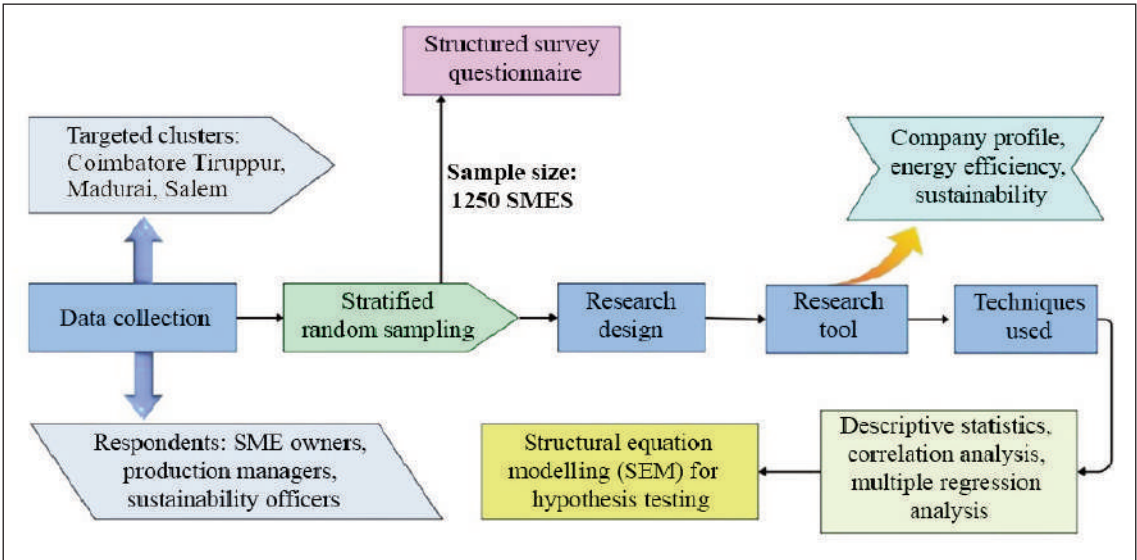 Structured survey
questionnaire
Targeted clusters:
Coimbatore Tiruppur,
Madurai, Salem
Sample size:
1250 SMES
Company profile,
energy efficiency,
sustainability
Data collection
Stratified
random sampling
Research
design
Research
tool
Techniques
used
Respondents: SME owners,
production managers,
sustainability officers
Structural equation
modelling (SEM) for
hypothesis testing
Descriptive statistics,
correlation analysis,
multiple regression
analysis